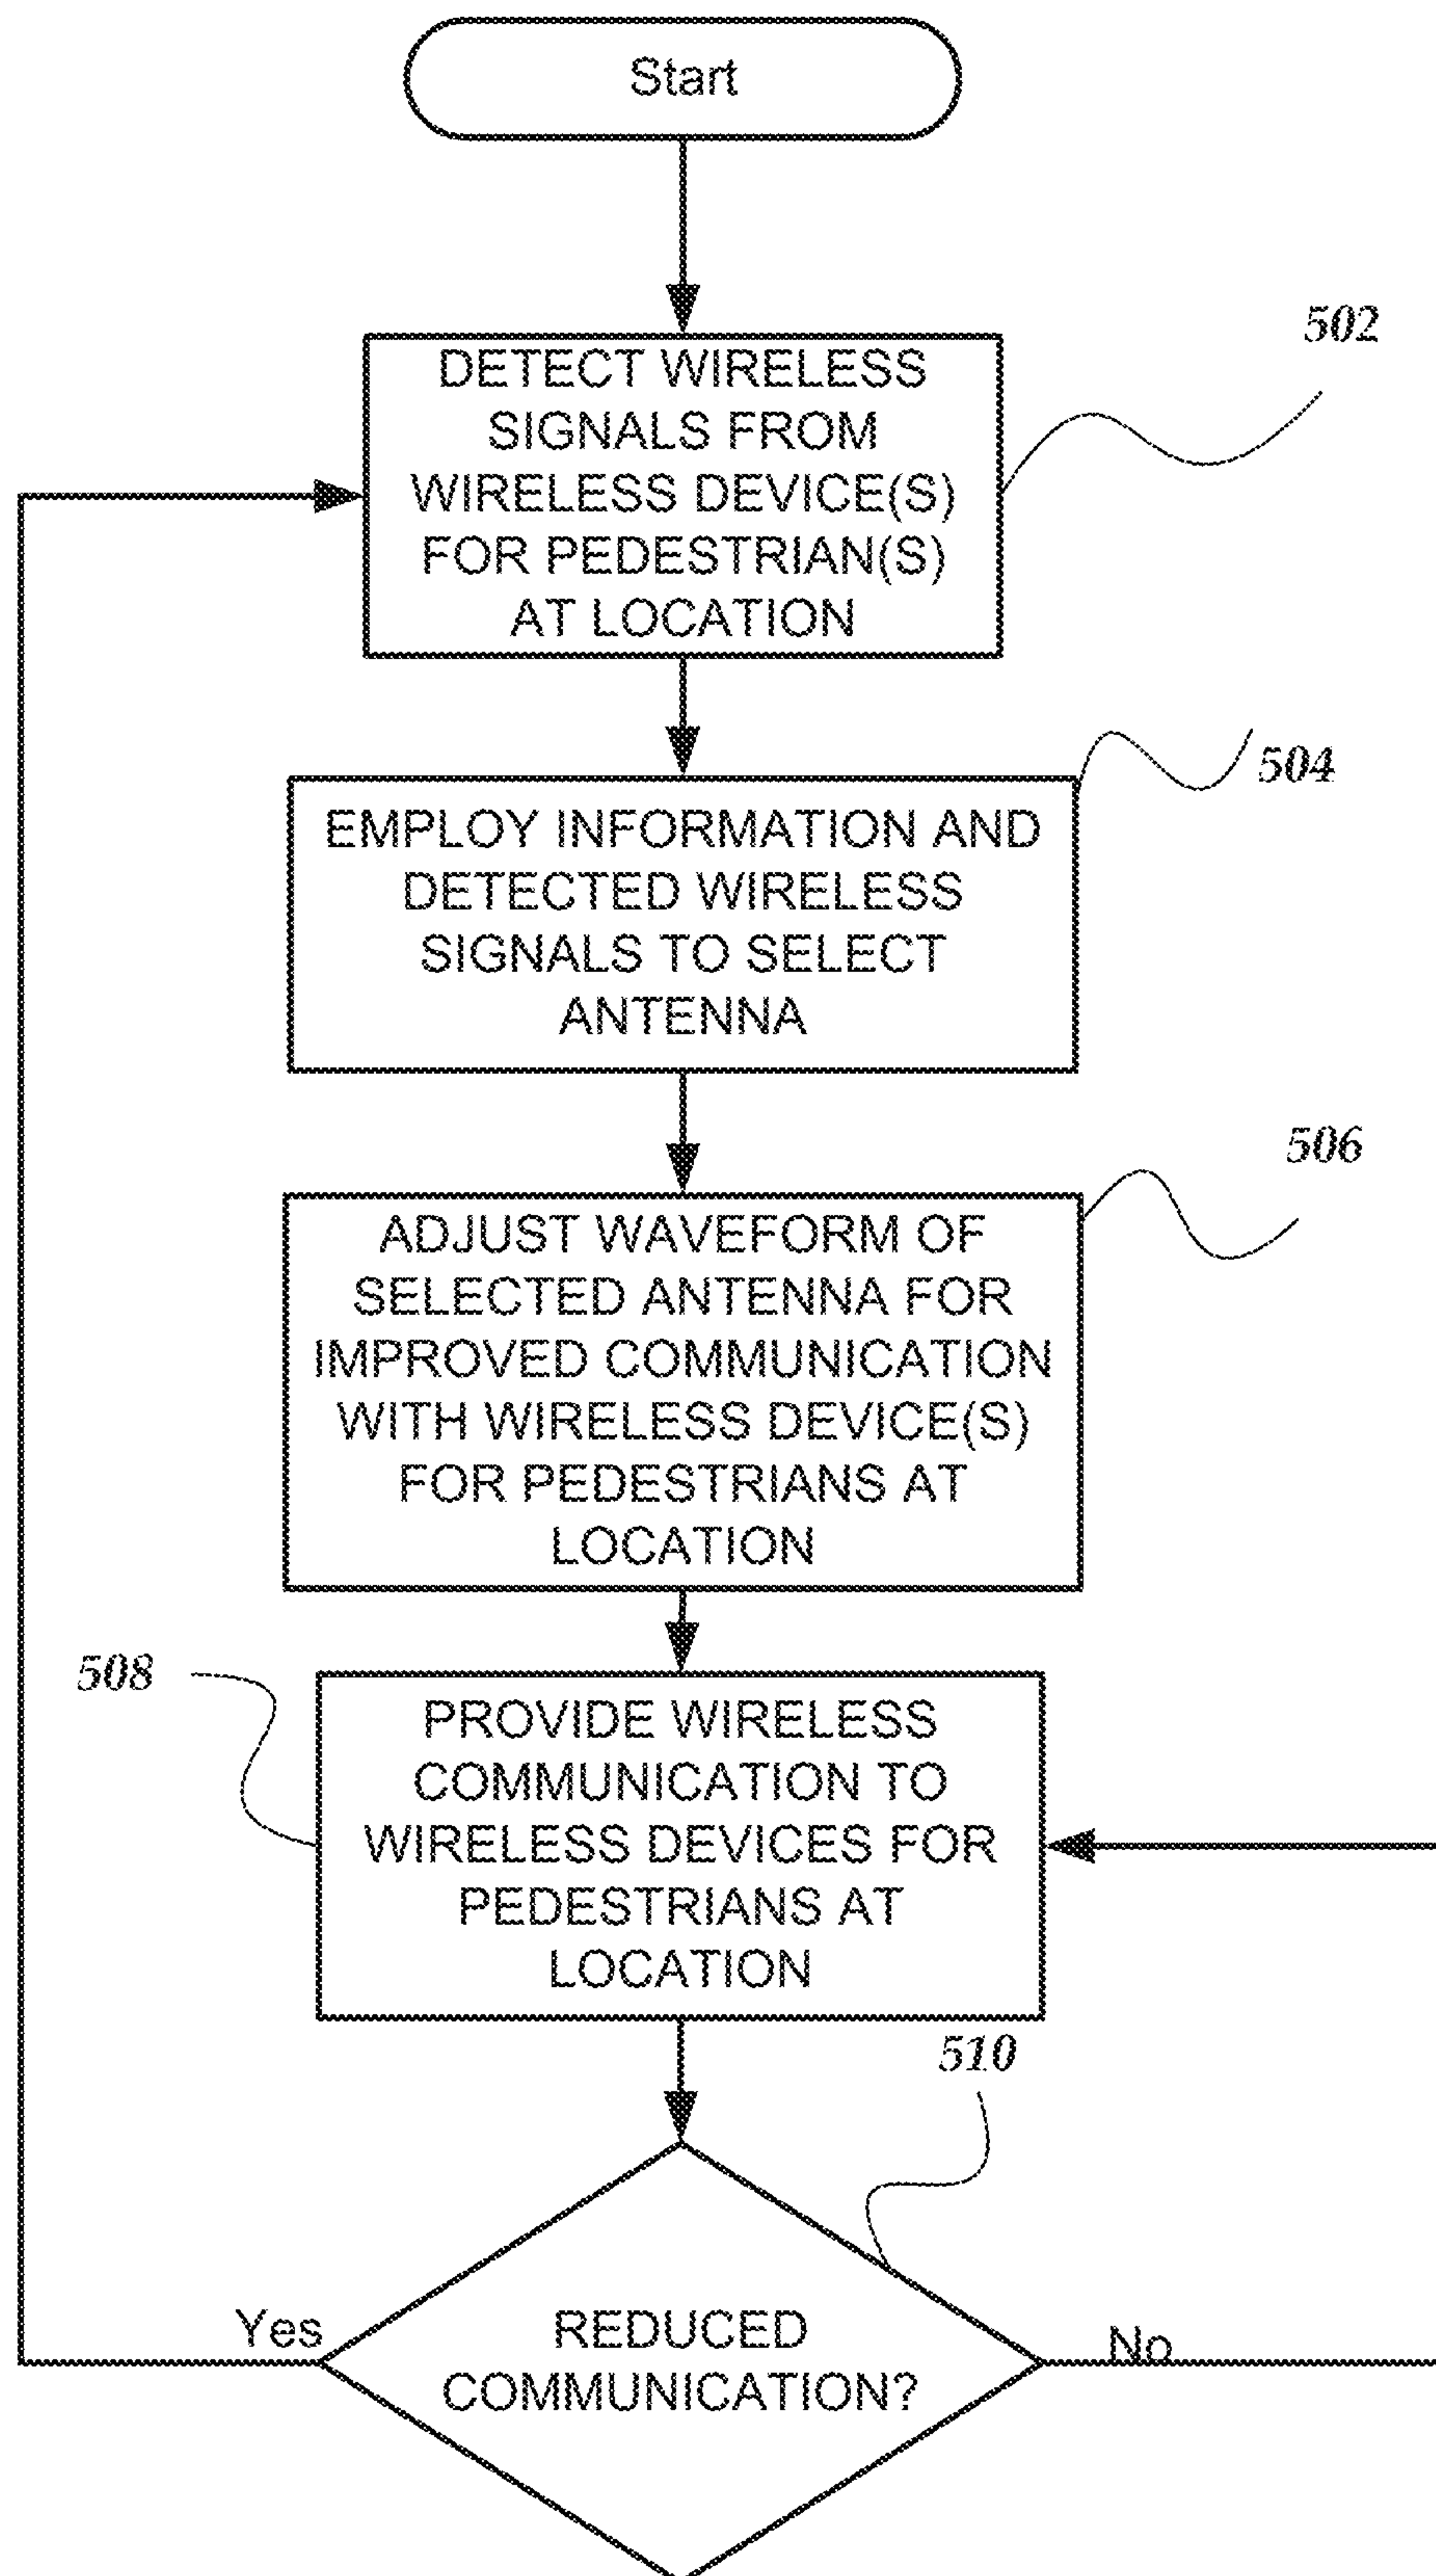 Start
502
DETECT WIRELESS
SIGNALS FROM
WIRELESS DEVICE(S)
FOR PEDESTRIAN(S)
AT LOCATION
504
EMPLOY INFORMATION AND
DETECTED WIRELESS
SIGNALS TO SELECT
ANTENNA
506
ADJUST WAVEFORM OF
SELECTED ANTENNA FOR
IMPROVED COMMUNICATION
WITH WIRELESS DEVICE(S)
FOR PEDESTRIANS AT
LOCATION
508
PROVIDE WIRELESS
COMMUNICATION TO
WIRELESS DEVICES FOR
PEDESTRIANS AT
LOCATION
510
Yes
REDUCED
COMMUNICATION?
No